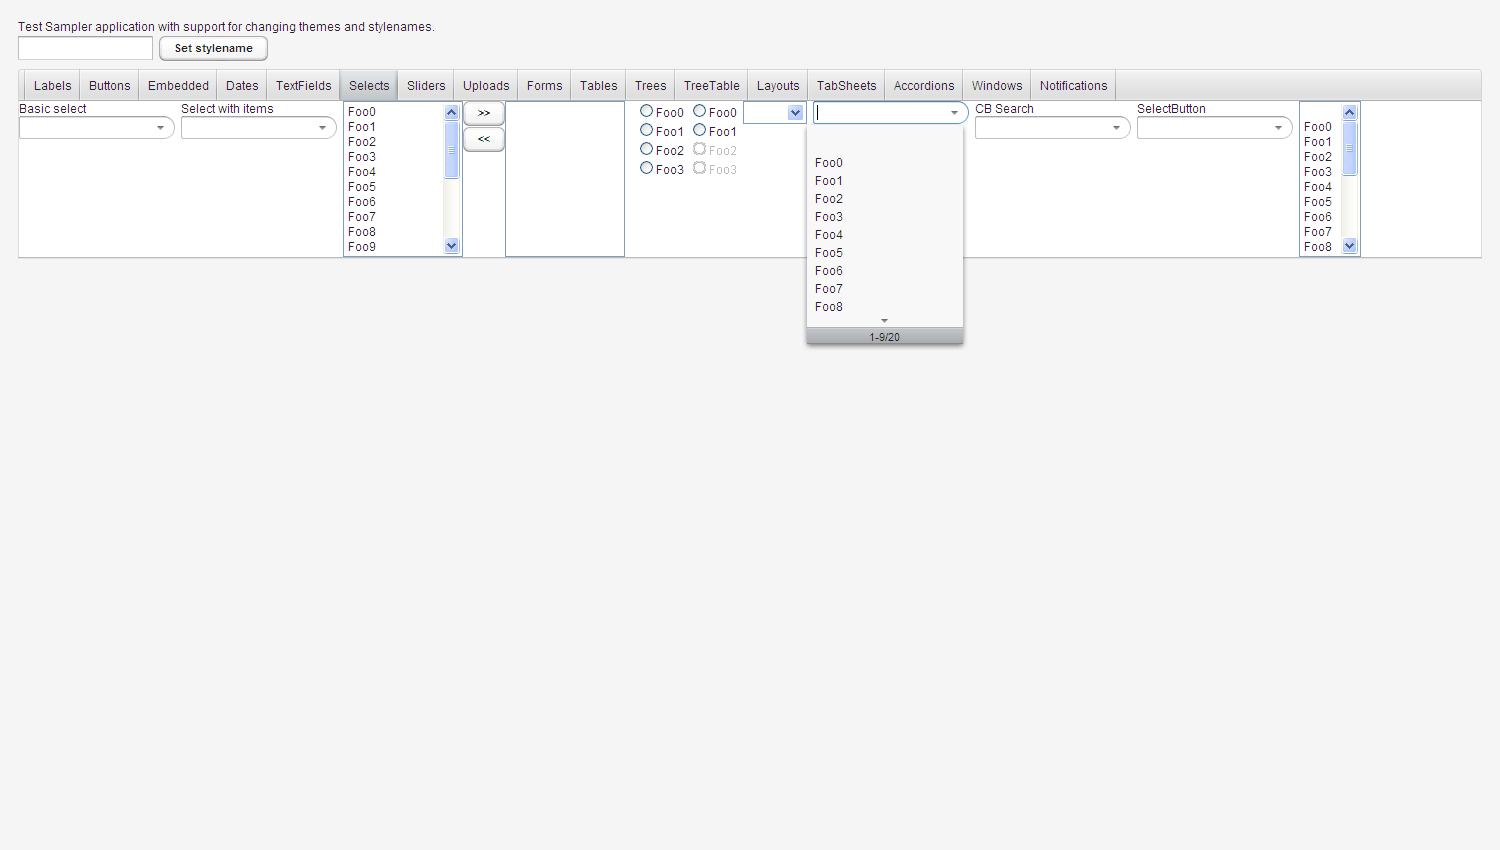 Test Sampler application with support for changing themes and stylenames.
Set stylename
Labels Buttons Embedded Dates TextFields Selects Sliders Uploads Forms Tables Trees TreeTable Layouts TabSheets Accordions Windows Notifications
Basic select
Select with items
Foo0
Foo1
Foo2
Foo3
Foo4
Foo5
Foo6
Foo7
Foo8
Foo9
>>
<<
Foo0
Foo1
Foo2
Foo3
Foo0
Foo1
Foo2
Foo3
Foo0
Foo1
Foo2
Foo3
Foo4
Foo5
Foo6
Foo7
Foo8
1-9/20
CB Search
SelectButton
Foo0
Foo1
Foo2
Foo3
Foo4
Foo5
Foo6
Foo7
Foo8